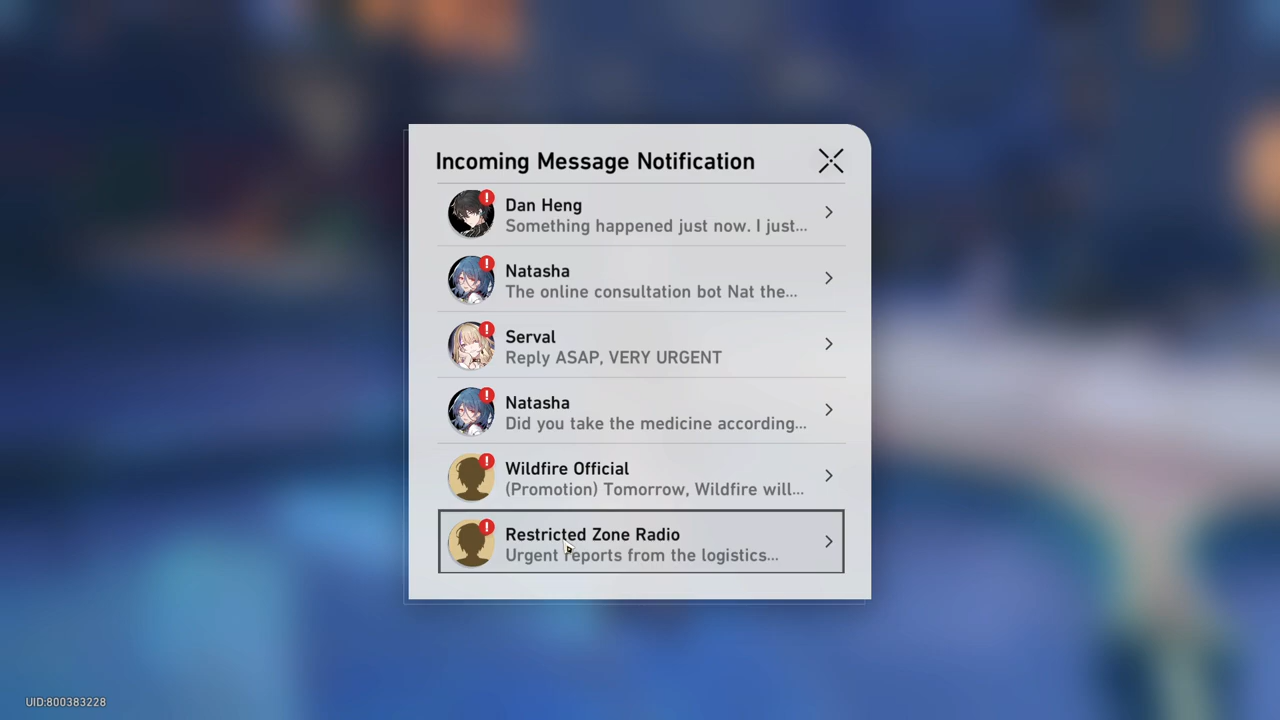 Incoming Message Notification
Dan Heng
Something happened just now. I just...
Natasha
The online consultation bot Nat the...
Serval
Reply ASAP, VERY URGENT
Natasha
Did you take the medicine according...
Wildfire Official
(Promotion) Tomorrow, Wildfire will...
Restricted Zone Radio
Urgent reports from the logistics...
UID:800383228